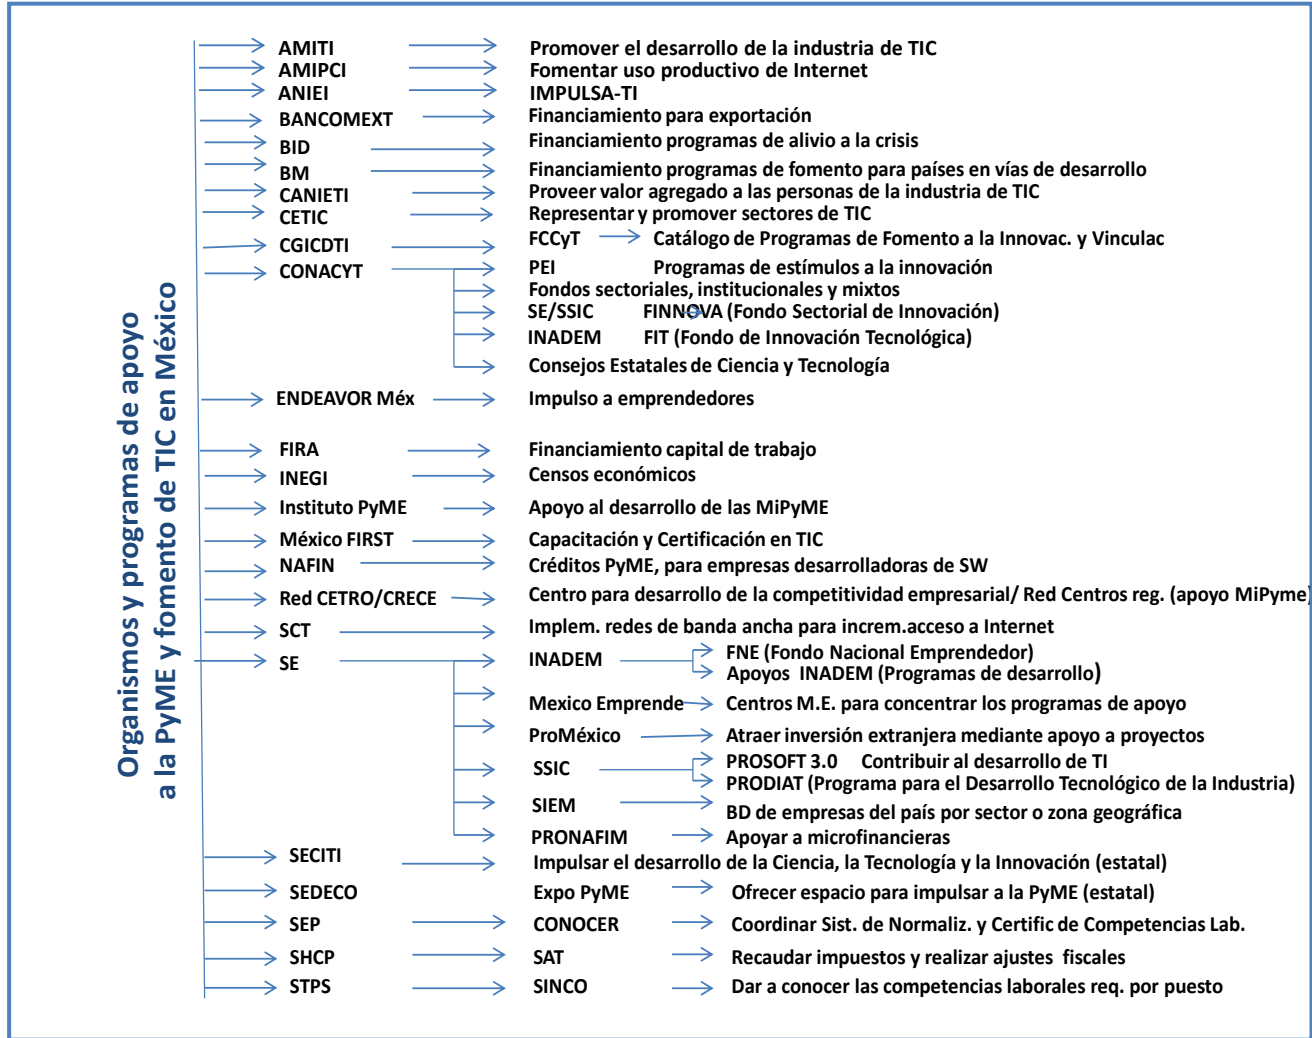 Organismos y programas de apoyo
a la PyME y fomento de TIC en México
AMITI Promover el desarrollo de la industria de TIC
AMIPCI Fomentar uso productivo de Internet
ANIEI IMPULSA-TI
BANCOMEXT Financiamiento para exportación
BID Financiamiento programas de alivio a la crisis
BM Financiamiento programas de fomento para países en vías de desarrollo
CANIETI Proveer valor agregado a las personas de la industria de TIC
CETIC Representar y promover sectores de TIC
CGICDTI FCCyT Catálogo de Programas de Fomento a la Innovac. y Vinculac
CONACYT PEI Programas de estímulos a la innovación
Fondos sectoriales, institucionales y mixtos
SE/SSIC FINNOVA (Fondo Sectorial de Innovación)
INADEM FIT (Fondo de Innovación Tecnológica)
Consejos Estatales de Ciencia y Tecnología
ENDEAVOR Méx Impulso a emprendedores
FIRA Financiamiento capital de trabajo
INEGI Censos económicos
Instituto PyME Apoyo al desarrollo de las MiPyME
México FIRST Capacitación y Certificación en TIC
NAFIN Créditos PyME, para empresas desarrolladoras de SW
Red CETRO/CRECE Centro para desarrollo de la competitividad empresarial/ Red Centros reg. (apoyo MiPyme)
SCT Implem. redes de banda ancha para increm.acceso a Internet
SE INADEM FNE (Fondo Nacional Emprendedor)
Apoyos INADEM (Programas de desarrollo)
Mexico Emprende Centros M.E. para concentrar los programas de apoyo
ProMéxico Atraer inversión extranjera mediante apoyo a proyectos
SSIC PROSOFT 3.0 Contribuir al desarrollo de TI
PRODIAT (Programa para el Desarrollo Tecnológico de la Industria)
SIEM BD de empresas del país por sector o zona geográfica
PRONAFIM Apoyar a microfinancieras
SECITI Impulsar el desarrollo de la Ciencia, la Tecnología y la Innovación (estatal)
SEDECO Expo PyME Ofrecer espacio para impulsar a la PyME (estatal)
SEP CONOCER Coordinar Sist. de Normaliz. y Certific de Competencias Lab.
SHCP SAT Recaudar impuestos y realizar ajustes fiscales
STPS SINCO Dar a conocer las competencias laborales req. por puesto